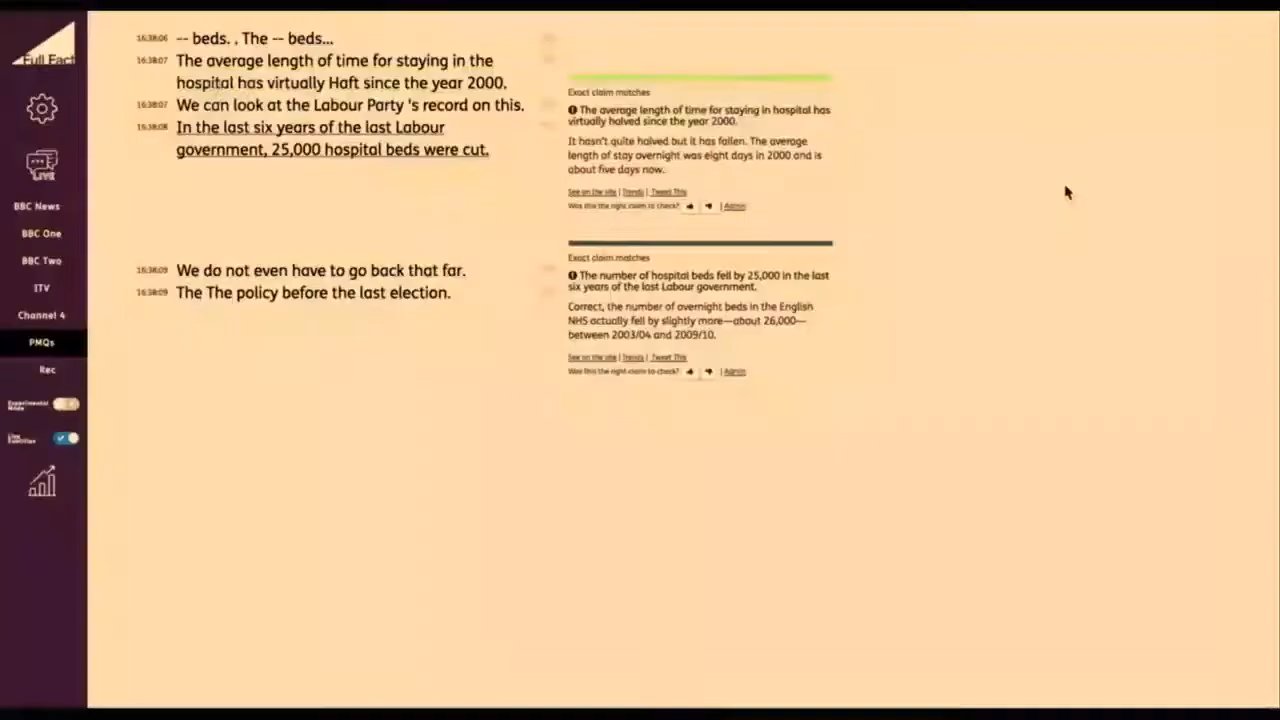 Full Fact
LIVE
BBC News
BBC One
BBC Two
ITV
Channel 4
PMQs
Rec
Experimental
Mode
Live
16:38:06 -- beds. . The -- beds...
16:38:07 The average length of time for staying in the
hospital has virtually Haft since the year 2000.
16:38:07 We can look at the Labour Party 's record on this.
16:38:08 In the last six years of the last Labour
government, 25,000 hospital beds were cut.
16:38:09 We do not even have to go back that far.
16:38:09 The The policy before the last election.
Exact claim matches
The average length of time for staying in hospital has
virtually halved since the year 2000.
It hasn't quite halved but it has fallen. The average
length of stay overnight was eight days in 2000 and is
about five days now.
See on the site | Trends | Tweet This
Was this the right claim to check? | Admin
Exact claim matches
The number of hospital beds fell by 25,000 in the last
six years of the last Labour government.
Correct, the number of overnight beds in the English
NHS actually fell by slightly more—about 26,000—
between 2003/04 and 2009/10.
See on the site | Trends | Tweet This
Was this the right claim to check? | Admin